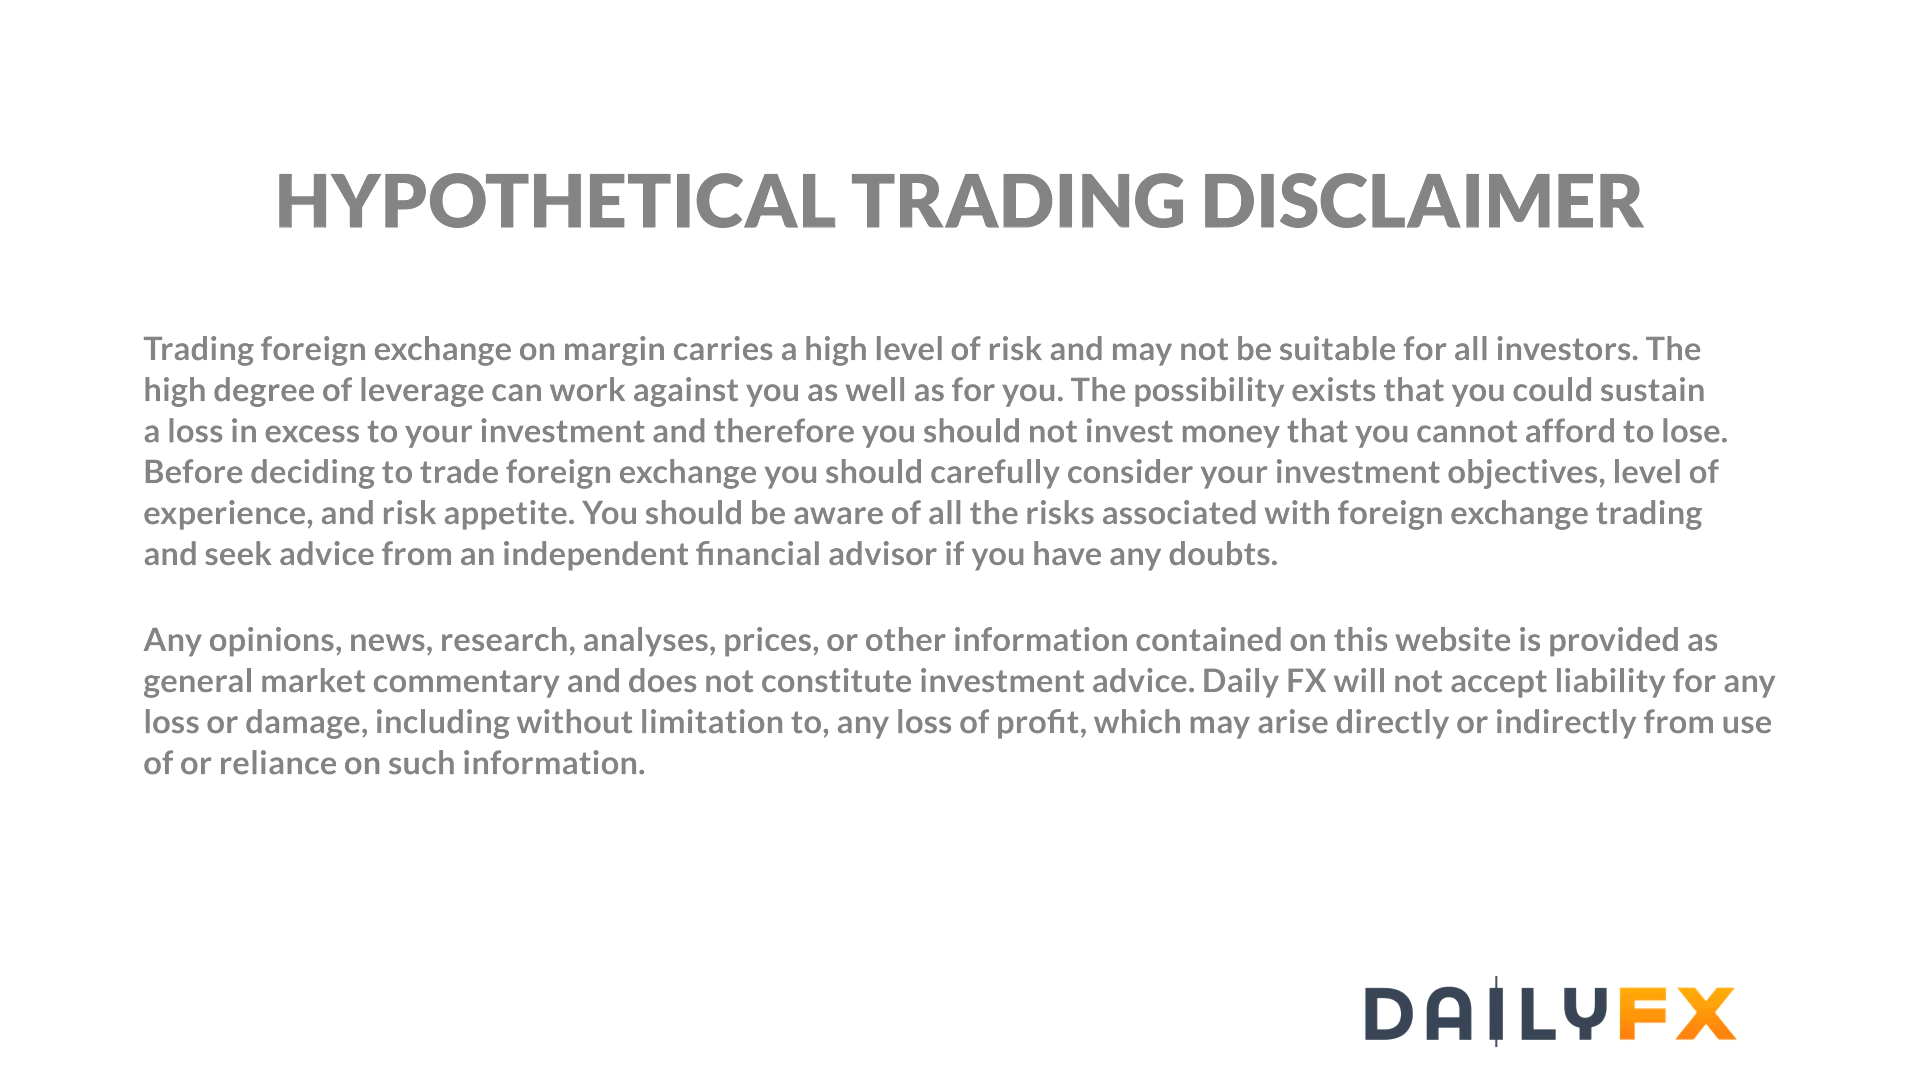 HYPOTHETICAL TRADING DISCLAIMER
Trading foreign exchange on margin carries a high level of risk and may not be suitable for all investors. The
high degree of leverage can work against you as well as for you. The possibility exists that you could sustain
a loss in excess to your investment and therefore you should not invest money that you cannot afford to lose.
Before deciding to trade foreign exchange you should carefully consider your investment objectives, level of
experience, and risk appetite. You should be aware of all the risks associated with foreign exchange trading
and seek advice from an independent financial advisor if you have any doubts.
Any opinions, news, research, analyses, prices, or other information contained on this website is provided as
general market commentary and does not constitute investment advice. Daily FX will not accept liability for any
loss or damage, including without limitation to, any loss of profit, which may arise directly or indirectly from use
of or reliance on such information.
DAILYFX